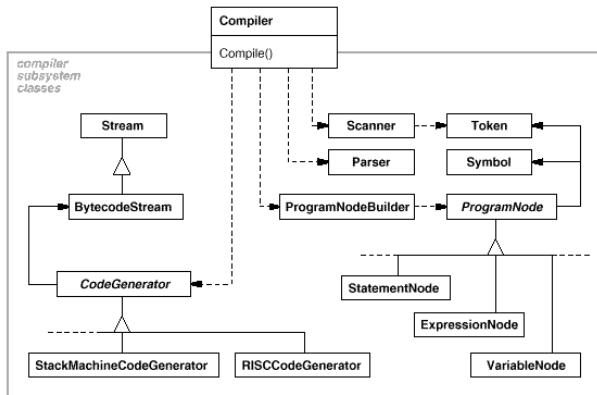 Compiler
Compile()
compiler
subsystem
classes
Stream
Scanner
Token
Parser
Symbol
BytecodeStream
ProgramNodeBuilder
ProgramNode
CodeGenerator
StatementNode
ExpressionNode
StackMachineCodeGenerator
RISCCodeGenerator
VariableNode